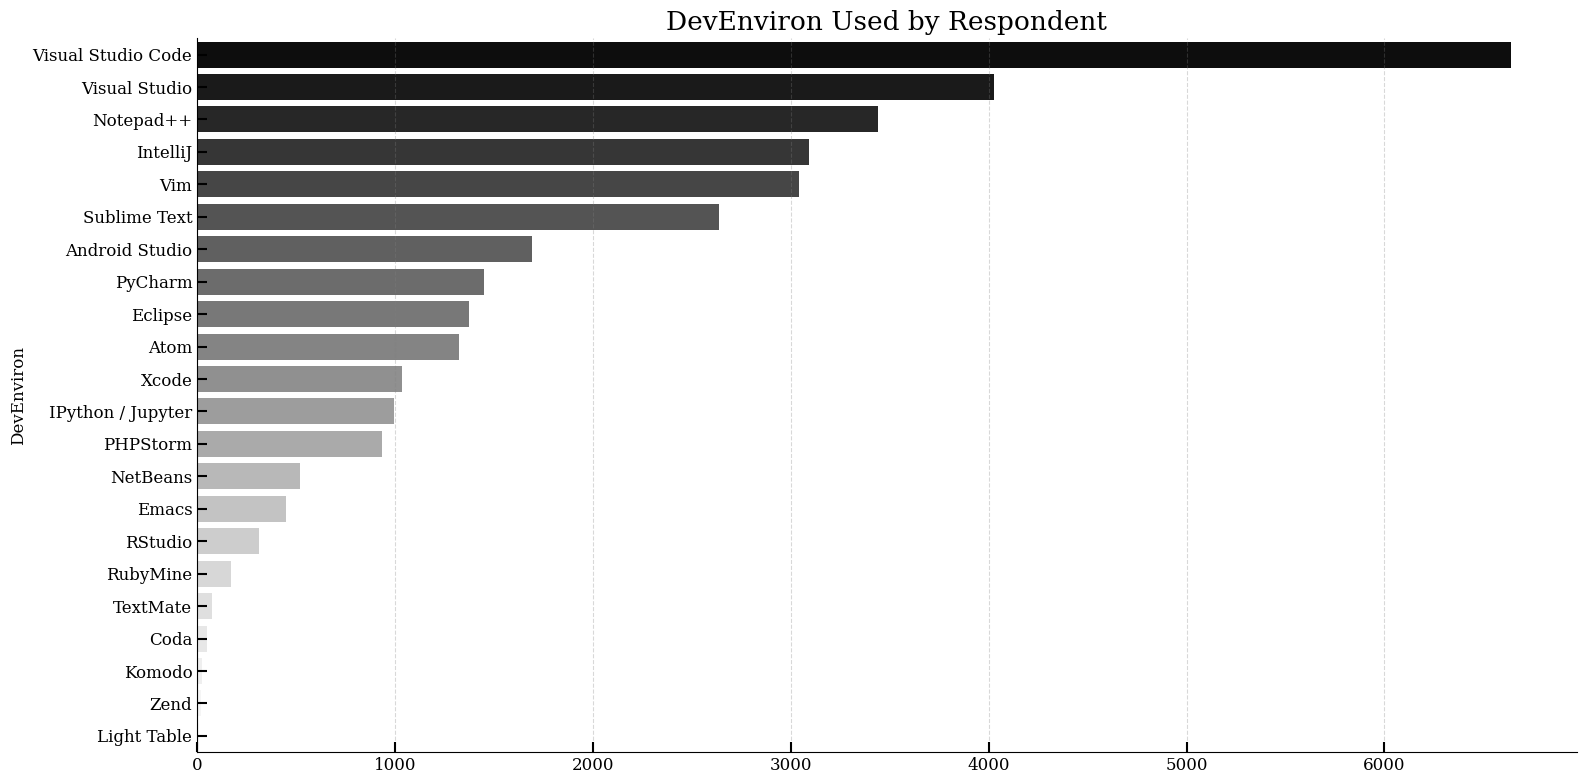 DevEnviron Used by Respondent
DevEnviron
Visual Studio Code
Visual Studio
Notepad++
IntelliJ
Vim
Sublime Text
Android Studio
PyCharm
Eclipse
Atom
Xcode
IPython / Jupyter
PHPStorm
NetBeans
Emacs
RStudio
RubyMine
TextMate
Coda
Komodo
Zend
Light Table
0 1000 2000 3000 4000 5000 6000